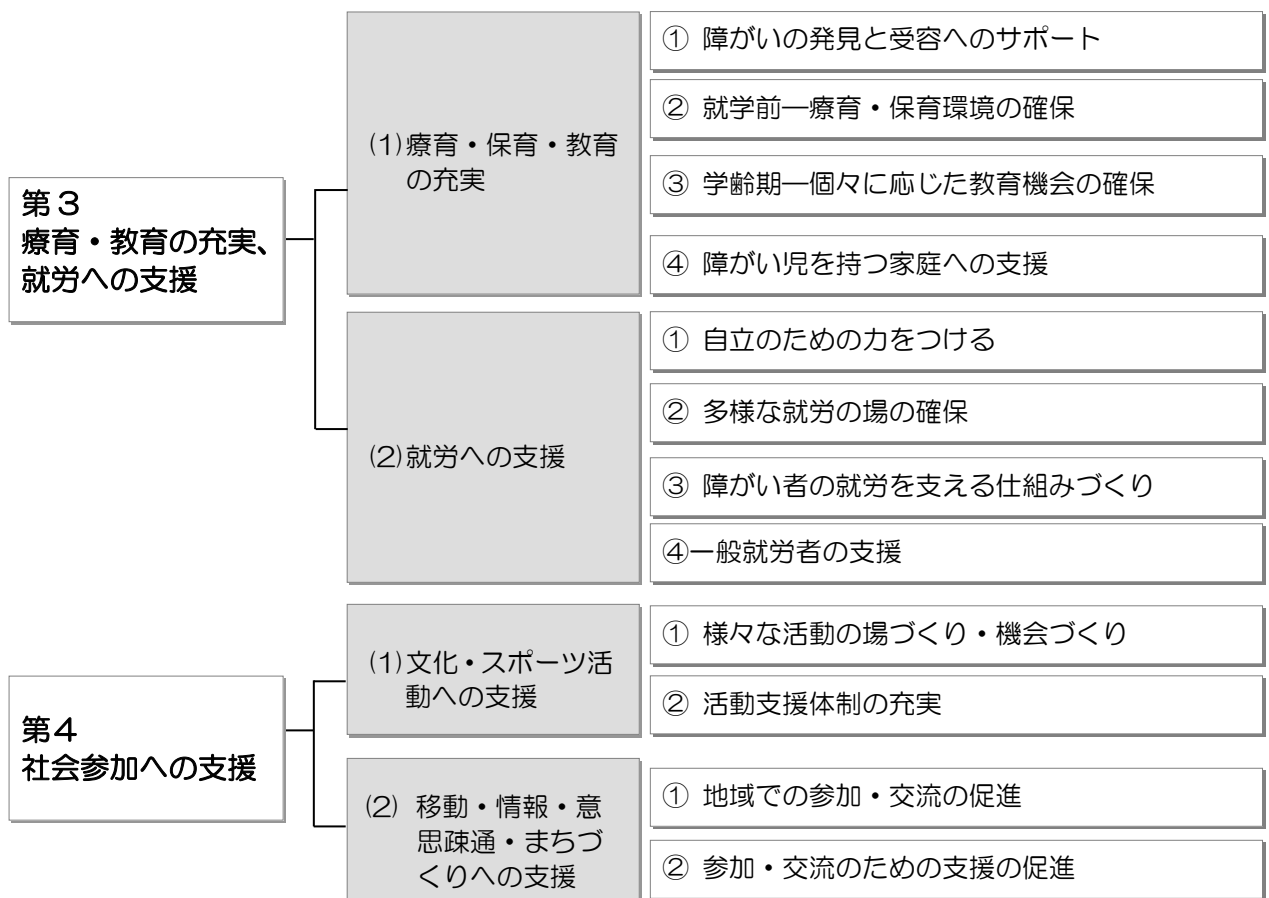 第３
療育・教育の充実、
就労への支援
⑴療育・保育・教育
の充実
① 障がいの発見と受容へのサポート
② 就学前―療育・保育環境の確保
③ 学齢期―個々に応じた教育機会の確保
④ 障がい児を持つ家庭への支援
⑵就労への支援
① 自立のための力をつける
② 多様な就労の場の確保
③ 障がい者の就労を支える仕組みづくり
④一般就労者の支援
第４
社会参加への支援
⑴文化・スポーツ活
動への支援
① 様々な活動の場づくり・機会づくり
② 活動支援体制の充実
⑵ 移動・情報・意
思疎通・まちづ
くりへの支援
① 地域での参加・交流の促進
② 参加・交流のための支援の促進